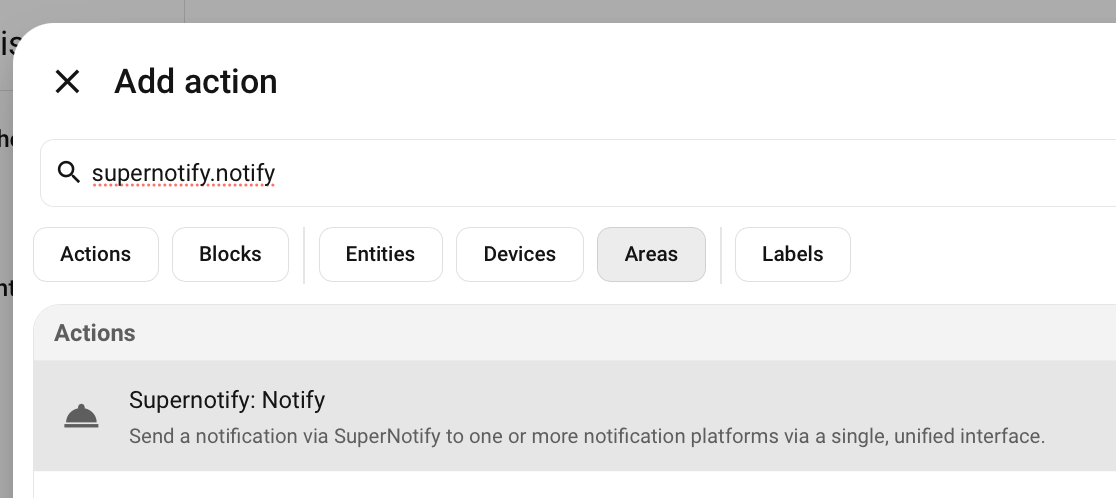 is
Add action
supernotify.notify
Actions Blocks Entities Devices Areas Labels
Actions
Supernotify: Notify
Send a notification via SuperNotify to one or more notification platforms via a single, unified interface.